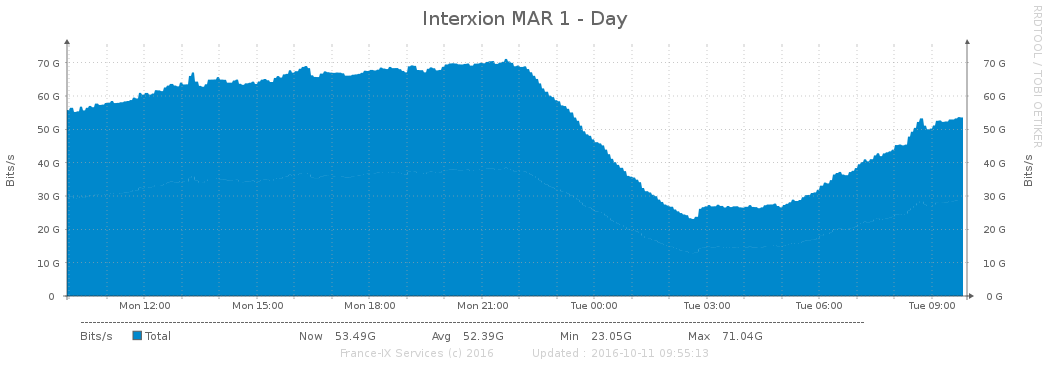 Interxion MAR 1 - Day
RRDTOOL / TOBI OETIKER
Bits/s
Bits/s
70 G
70 G
60 G
60 G
50 G
50 G
40 G
40 G
30 G
30 G
20 G
20 G
10 G
10 G
0
0 G
Mon 12:00 Mon 15:00 Mon 18:00 Mon 21:00 Tue 00:00 Tue 03:00 Tue 06:00 Tue 09:00
Bits/s Total Now 53.49G Avg 52.39G Min 23.05G Max 71.04G
France-IX Services (c) 2016 Updated : 2016-10-11 09:55:13